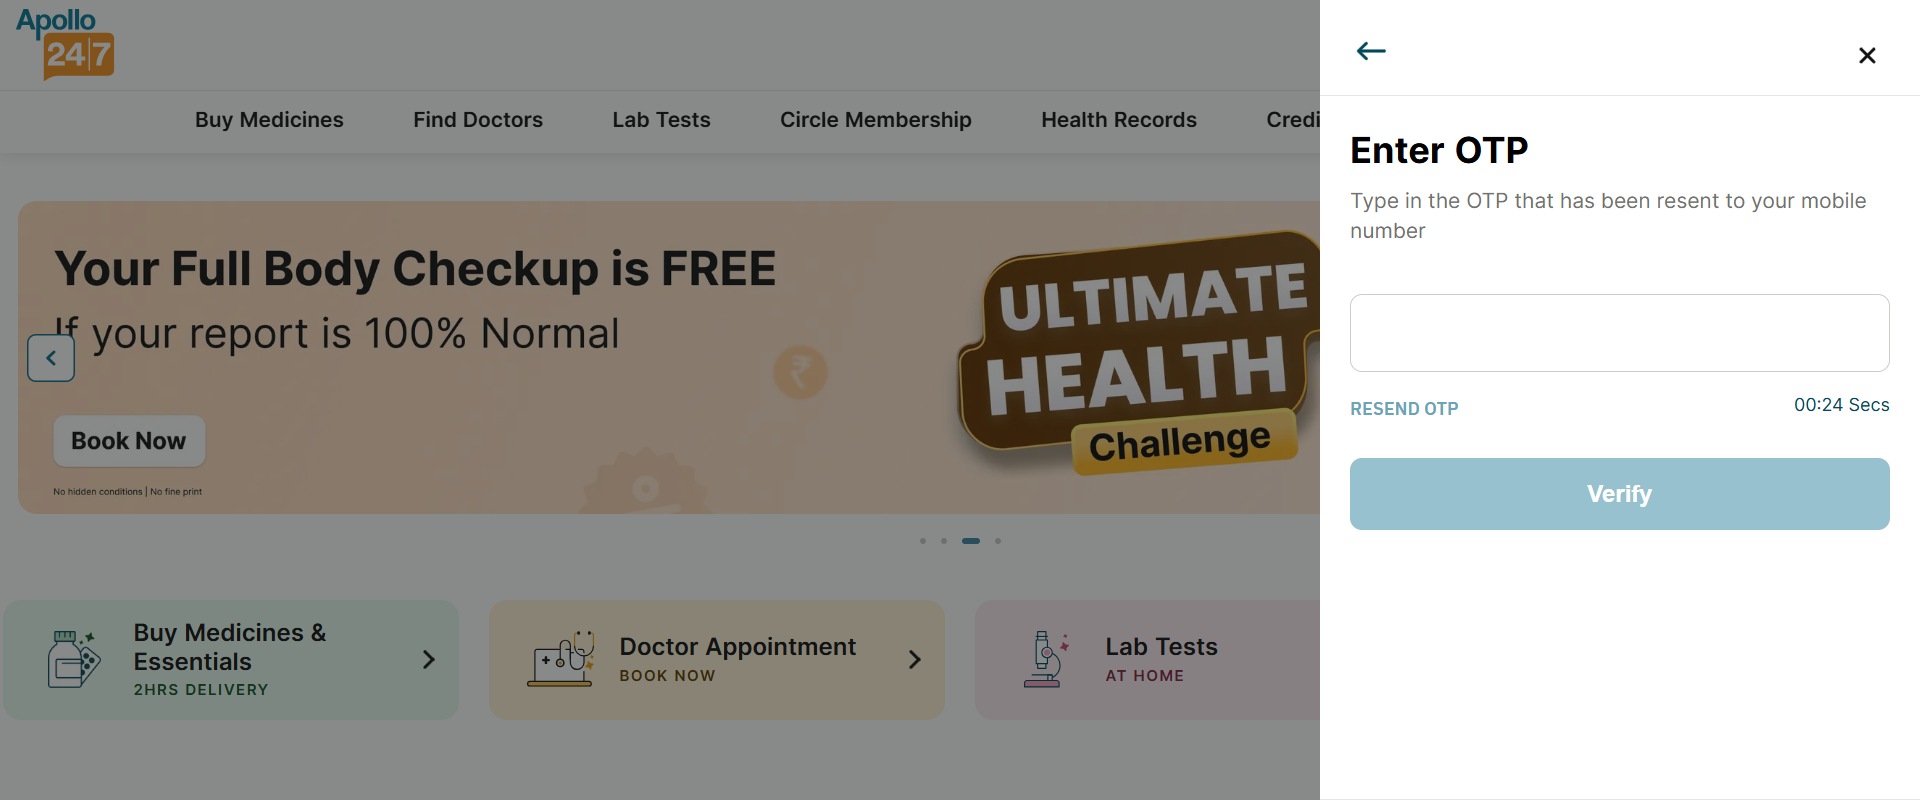 Apollo
24|7
Buy Medicines
Find Doctors
Lab Tests
Circle Membership
Health Records
Credi
Your Full Body Checkup is FREE
If your report is 100% Normal
Book Now
No hidden conditions | No fine print
₹
ULTIMATE
HEALTH
Challenge
Buy Medicines &
Essentials
2HRS DELIVERY
Doctor Appointment
BOOK NOW
Lab Tests
AT HOME
Enter OTP
Type in the OTP that has been resent to your mobile
number
RESEND OTP
00:24 Secs
Verify